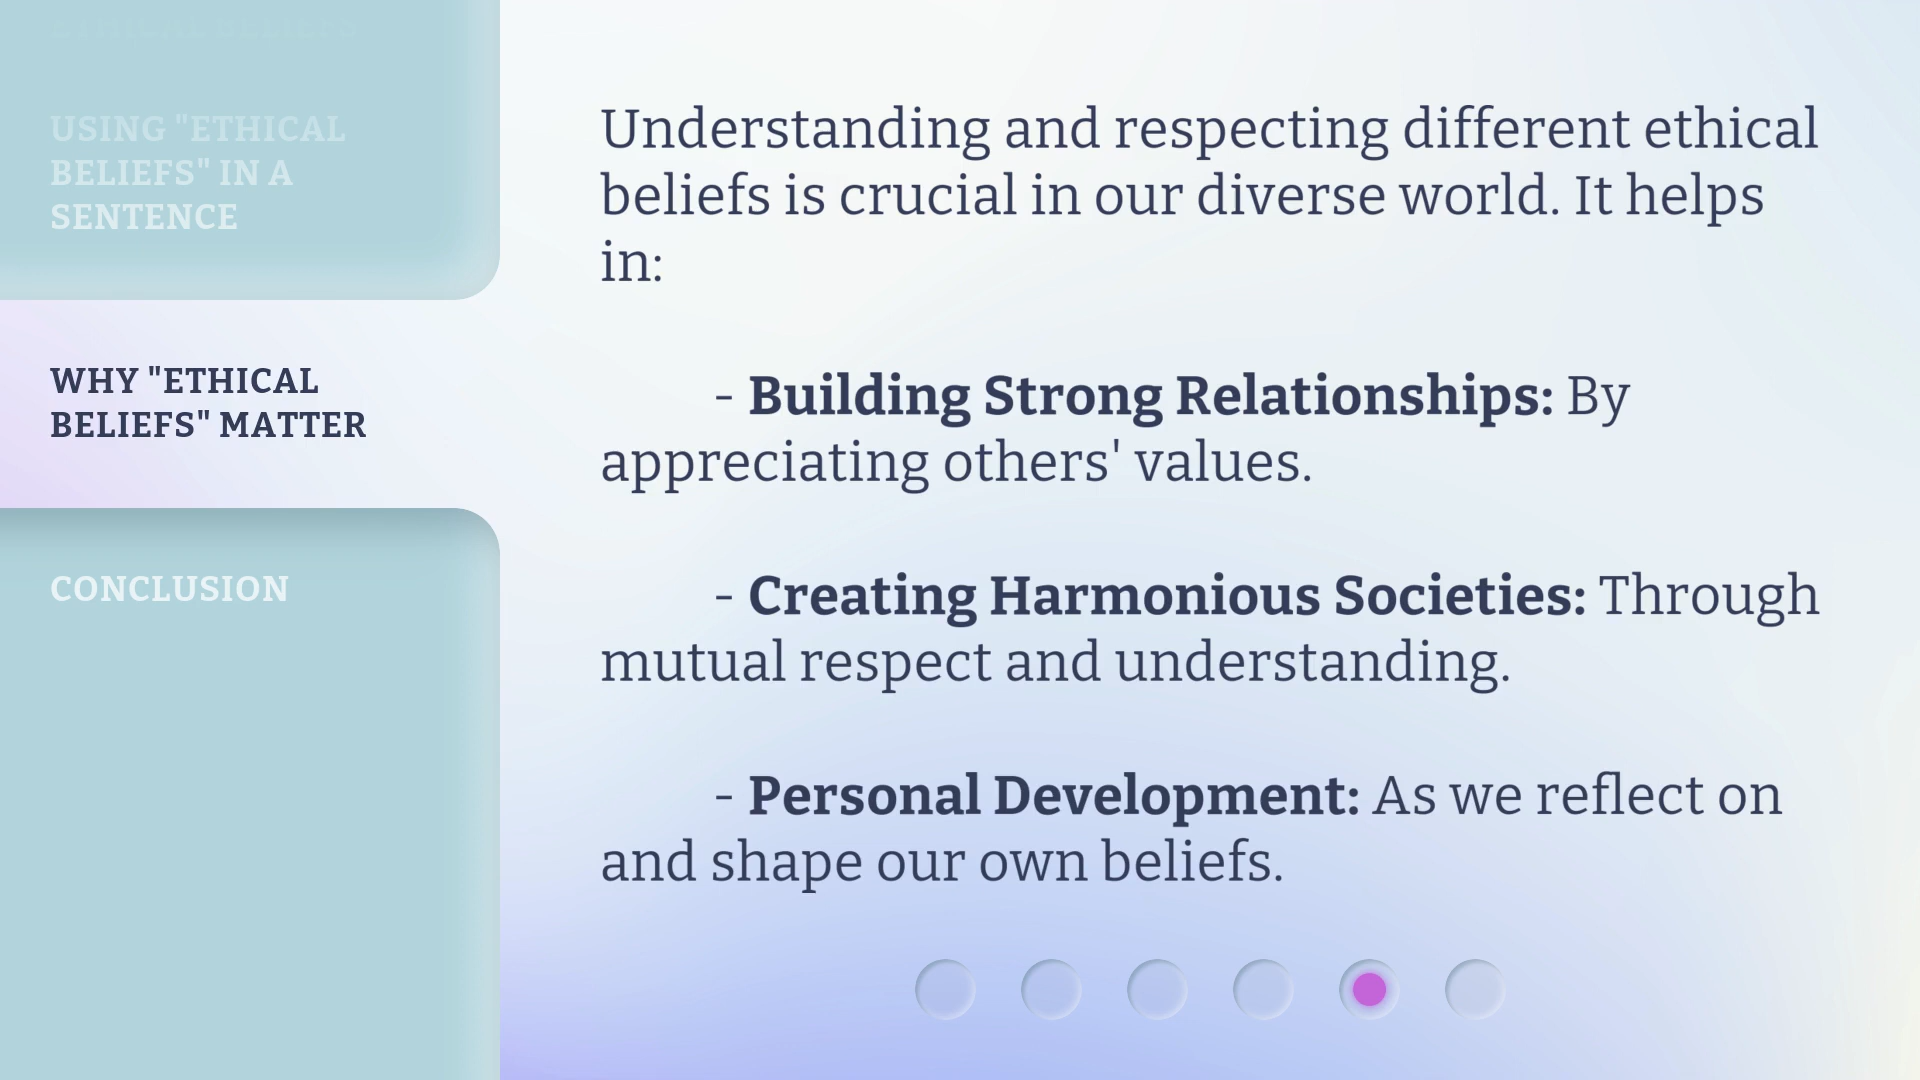 ETHICAL BELIEFS
USING "ETHICAL
BELIEFS" IN A
SENTENCE
WHY "ETHICAL
BELIEFS" MATTER
CONCLUSION
Understanding and respecting different ethical
beliefs is crucial in our diverse world. It helps
in:
- Building Strong Relationships: By
appreciating others' values.
- Creating Harmonious Societies: Through
mutual respect and understanding.
- Personal Development: As we reflect on
and shape our own beliefs.